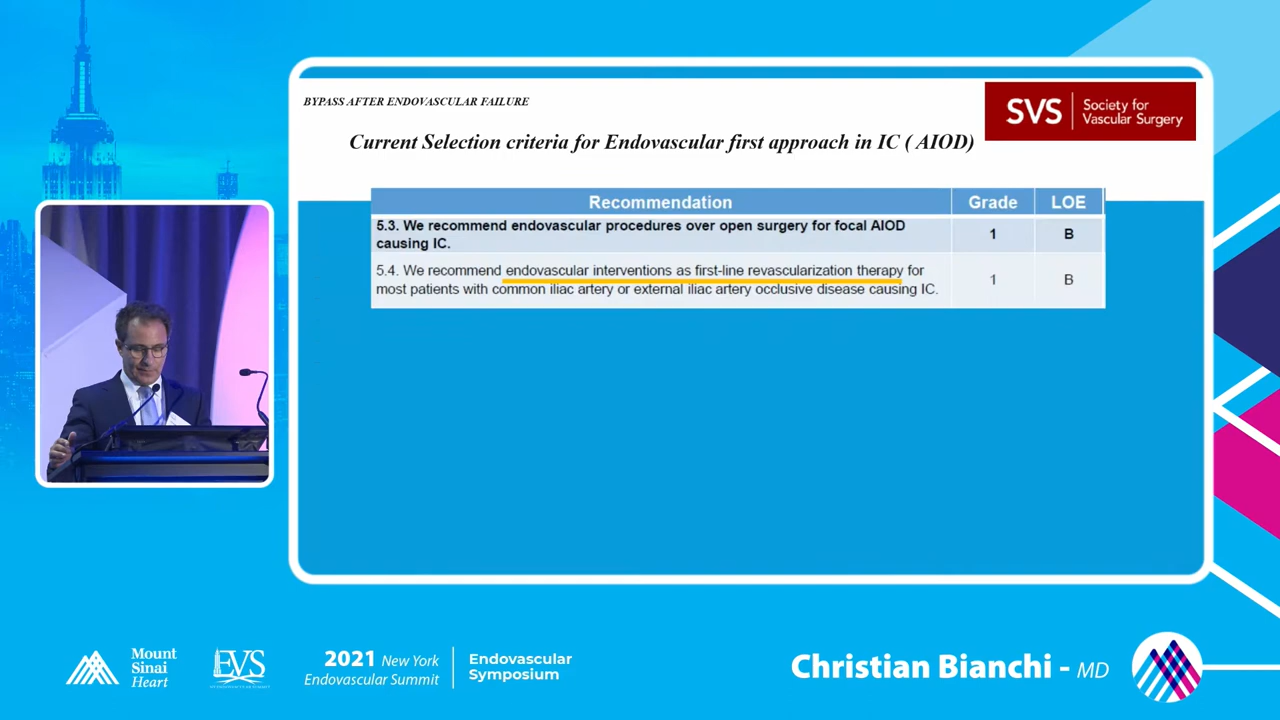 BYPASS AFTER ENDOVASCULAR FAILURE
SVS
Society for
Vascular Surgery
Current Selection criteria for Endovascular first approach in IC ( AIOD)
Recommendation Grade LOE
5.3. We recommend endovascular procedures over open surgery for focal AIOD
causing IC.
1 B
5.4. We recommend endovascular interventions as first-line revascularization therapy for
most patients with common iliac artery or external iliac artery occlusive disease causing IC.
1 B
Mount
Sinai
Heart
EVS
2021 New York
Endovascular Summit
Endovascular
Symposium
Christian Bianchi - MD